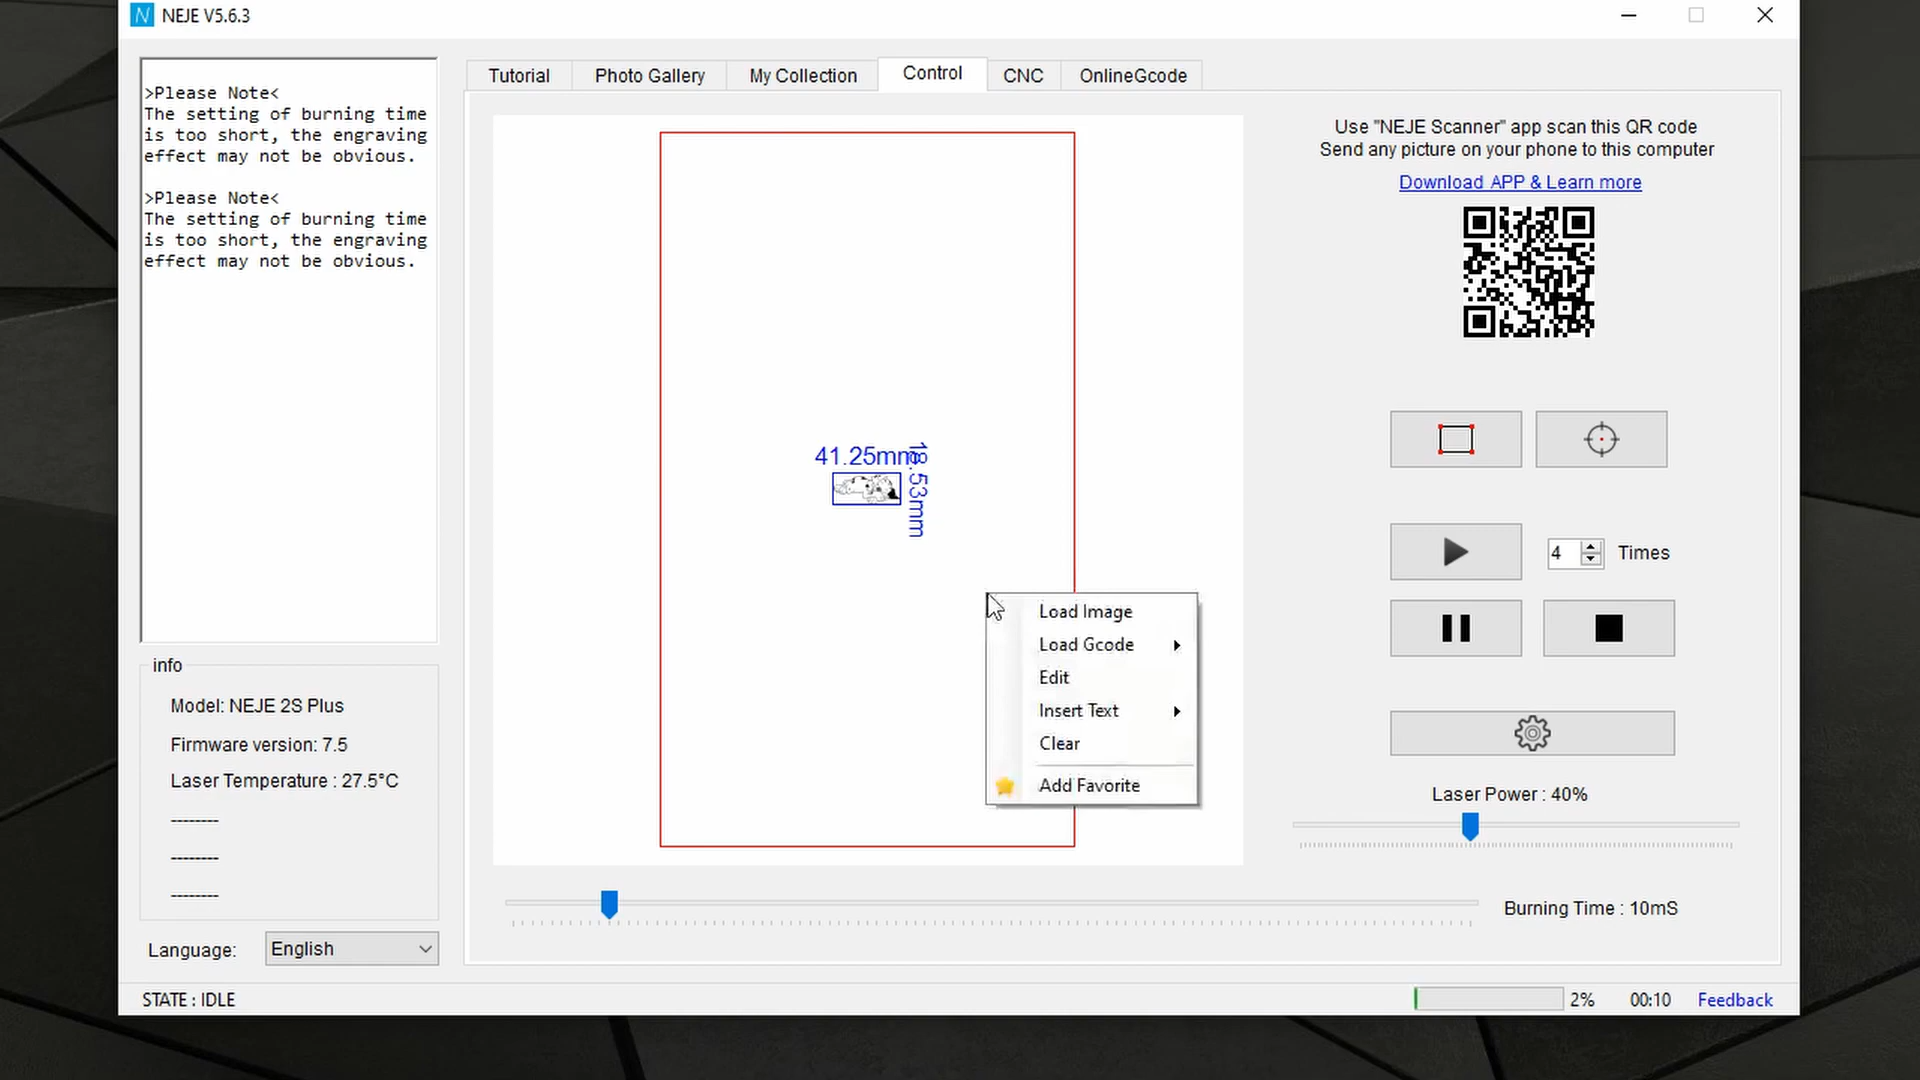 NEJE V5.6.3
>Please Note<
The setting of burning time
is too short, the engraving
effect may not be obvious.
>Please Note<
The setting of burning time
is too short, the engraving
effect may not be obvious.
info
Model: NEJE 2S Plus
Firmware version: 7.5
Laser Temperature : 27.5°C
--------
--------
--------
Language:
English
Tutorial
Photo Gallery
My Collection
Control
CNC
OnlineGcode
41.25mm
18.53mm
Load Image
Load Gcode
Edit
Insert Text
Clear
Add Favorite
Use "NEJE Scanner" app scan this QR code
Send any picture on your phone to this computer
Download APP & Learn more
4
Times
Laser Power : 40%
Burning Time : 10mS
STATE : IDLE
2%
00:10
Feedback